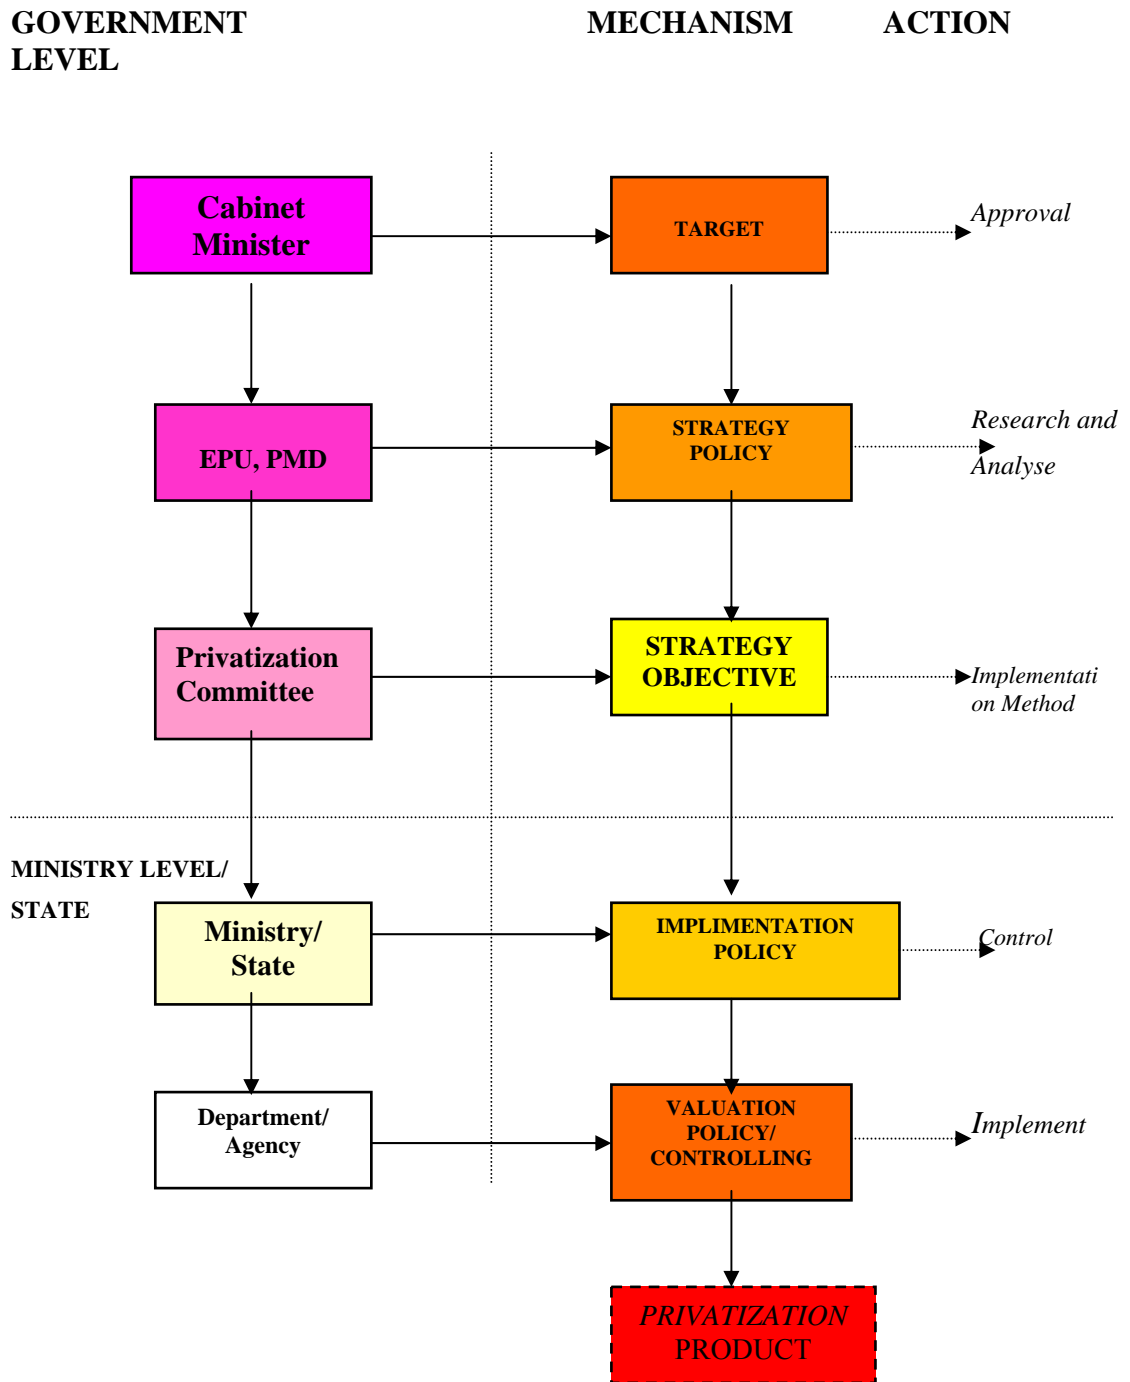 GOVERNMENT LEVEL
MECHANISM
ACTION
Cabinet
Minister
TARGET
Approval
EPU, PMD
STRATEGY
POLICY
Research and
Analyse
Privatization
Committee
STRATEGY
OBJECTIVE
Implementati
on Method
MINISTRY LEVEL/
STATE
Ministry/
State
IMPLIMENTATION
POLICY
Control
Department/
Agency
VALUATION
POLICY/
CONTROLLING
Implement
PRIVATIZATION
PRODUCT